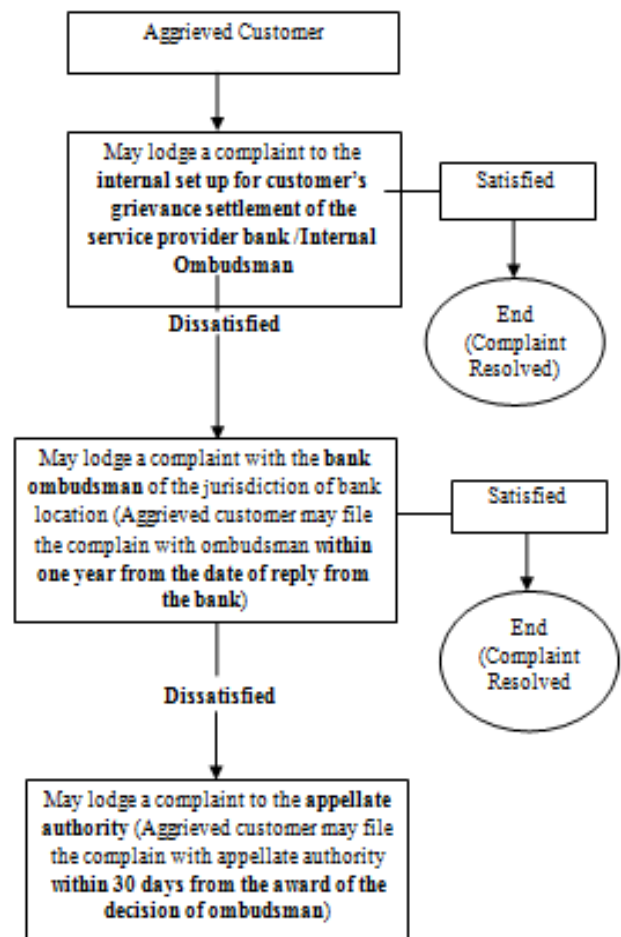 Aggrieved Customer
May lodge a complaint to the
internal set up for customer's
grievance settlement of the
service provider bank /Internal
Ombudsman
Satisfied
End
(Complaint
Resolved)
Dissatisfied
May lodge a complaint with the bank
ombudsman of the jurisdiction of bank
location (Aggrieved customer may file
the complain with ombudsman within
one year from the date of reply from
the bank)
Satisfied
End
(Complaint
Resolved
Dissatisfied
May lodge a complaint to the appellate
authority (Aggrieved customer may file
the complain with appellate authority
within 30 days from the award of the
decision of ombudsman)